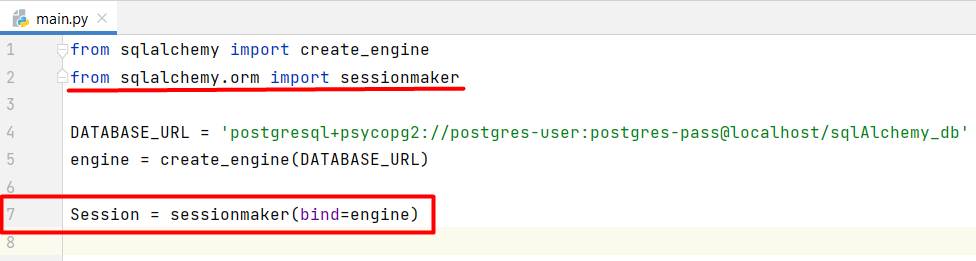 main.py
1 from sqlalchemy import create_engine
2 from sqlalchemy.orm import sessionmaker
3
4 DATABASE_URL = 'postgresql+psycopg2://postgres-user:postgres-pass@localhost/sqlAlchemy_db'
5 engine = create_engine(DATABASE_URL)
6
7 Session = sessionmaker(bind=engine)
8